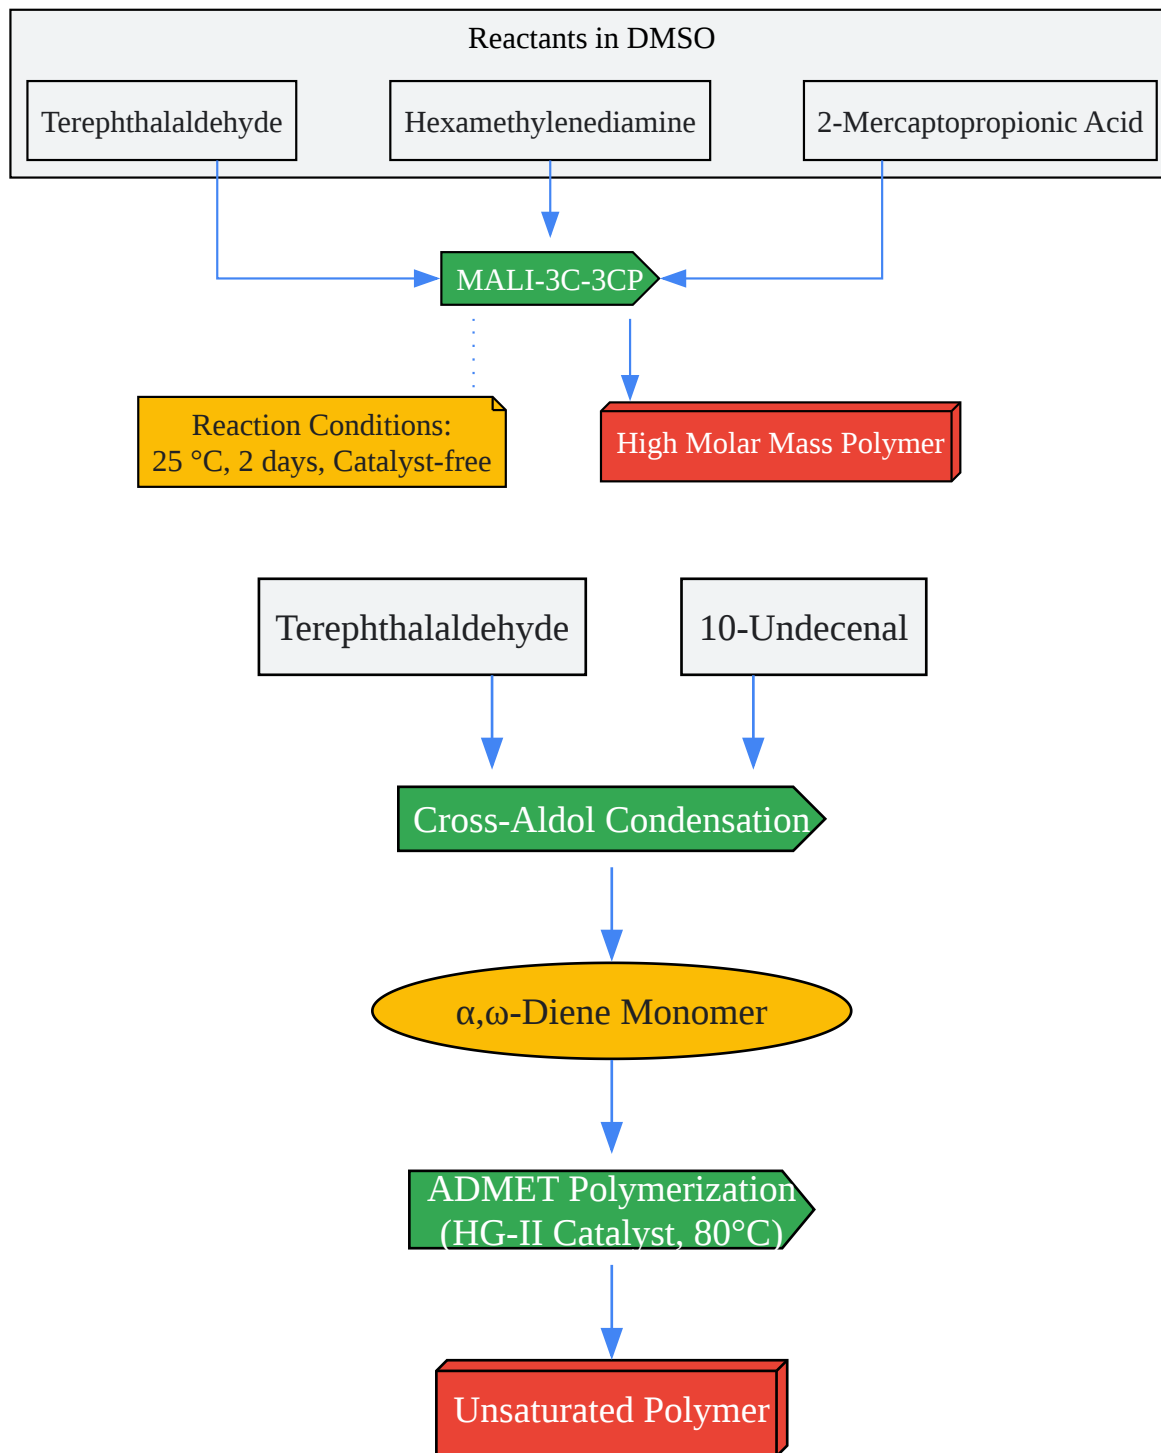 Reactants in DMSO
Terephthalaldehyde
Hexamethylenediamine
2-Mercaptopropionic Acid
MALI-3C-3CP
Reaction Conditions:
25 °C, 2 days, Catalyst-free
High Molar Mass Polymer
Terephthalaldehyde
10-Undecenal
Cross-Aldol Condensation
α,ω-Diene Monomer
ADMET Polymerization
(HG-II Catalyst, 80°C)
Unsaturated Polymer